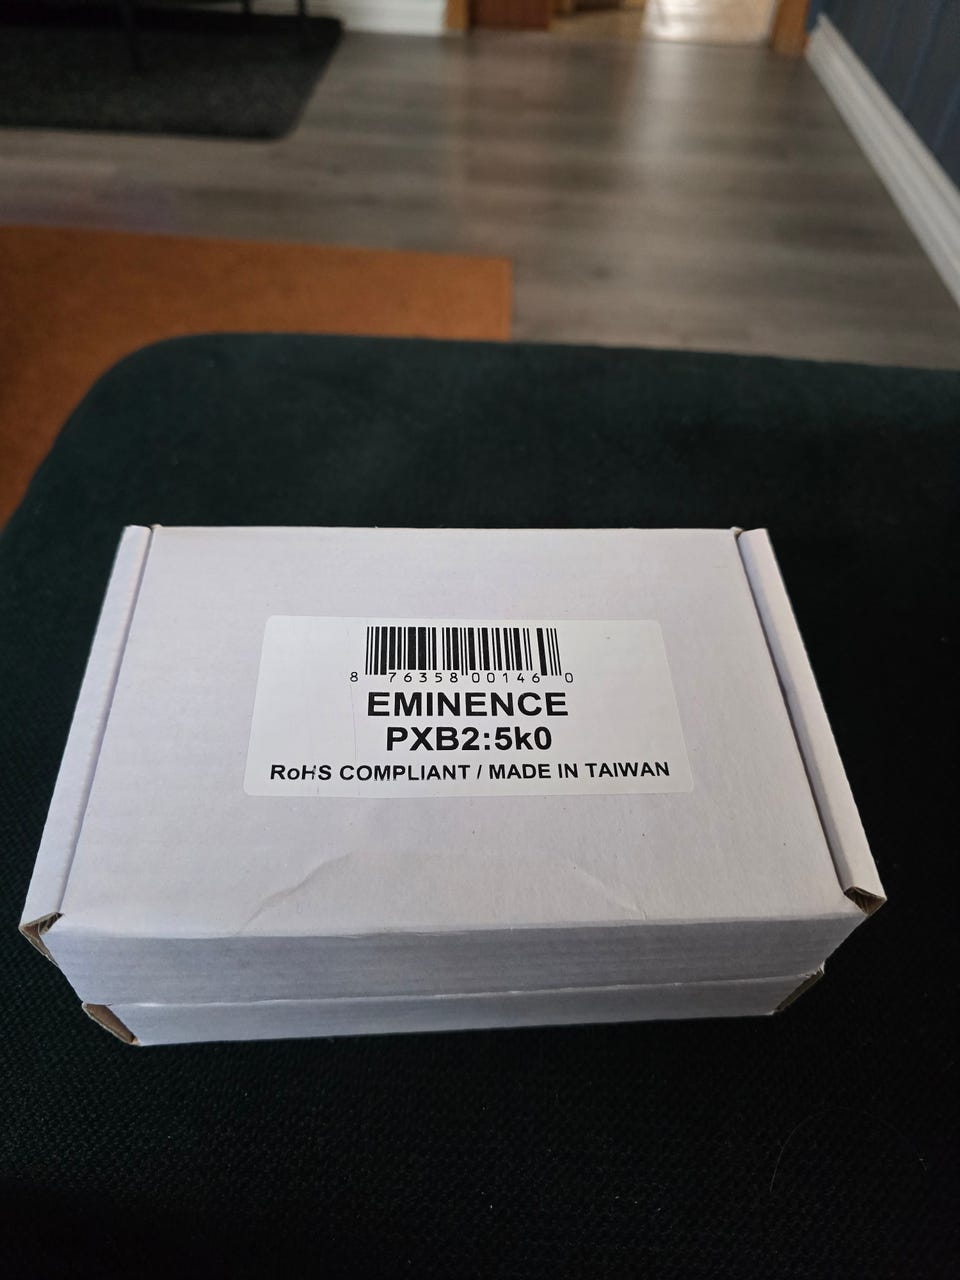 8 76358 00146 0
EMINENCE
PXB2:5k0
RoHS COMPLIANT / MADE IN TAIWAN